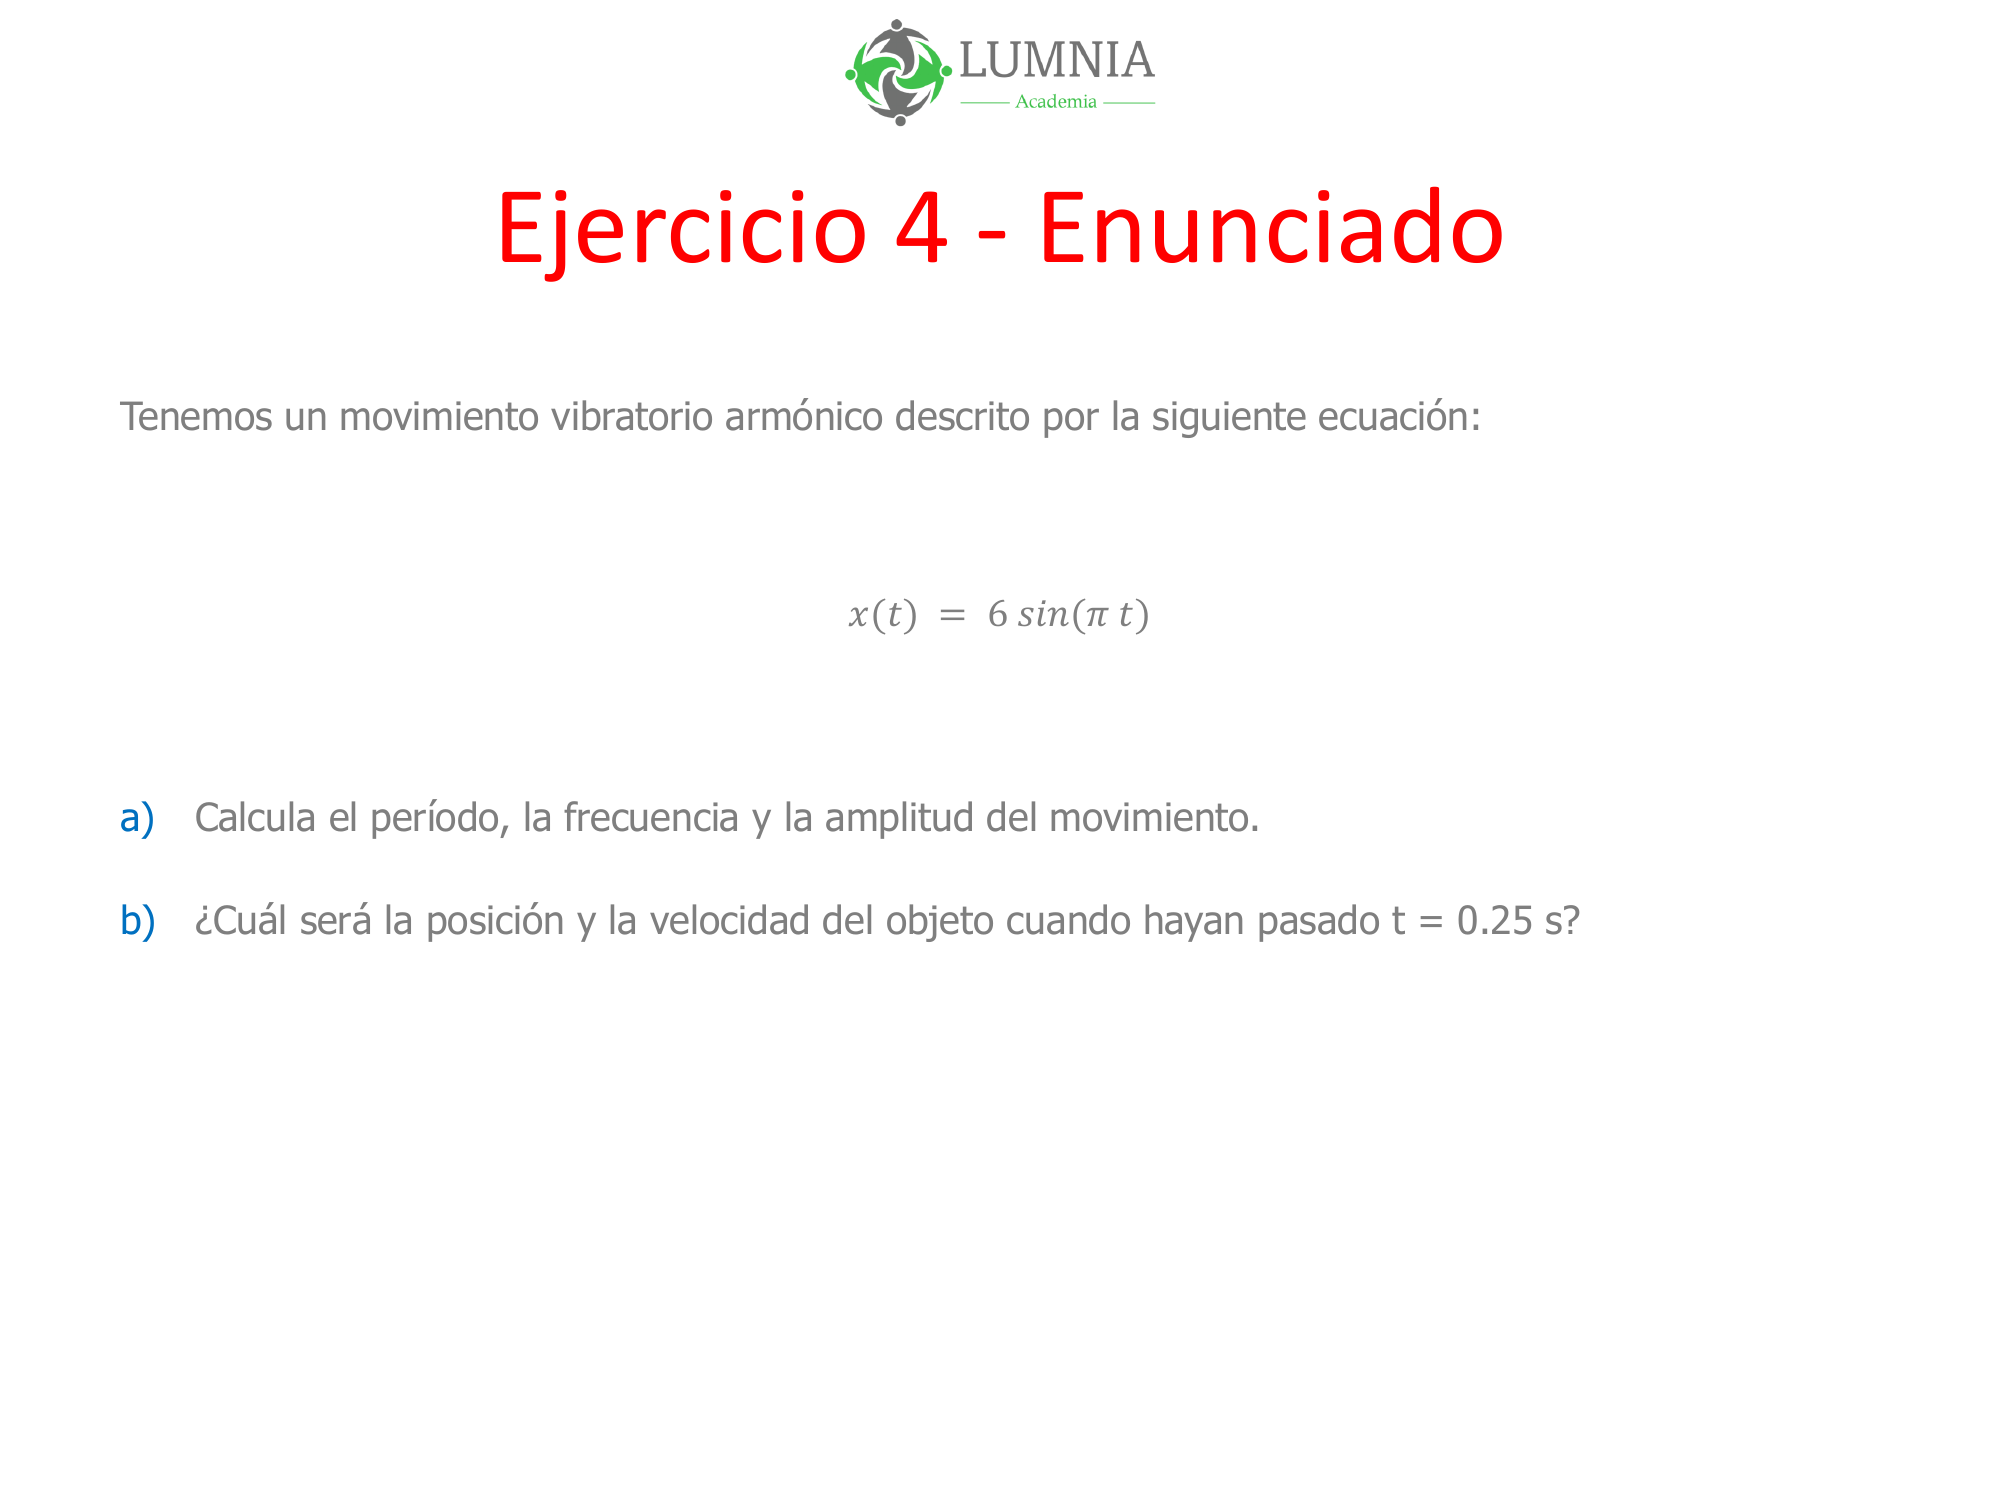 LUMNIA
Academia
Ejercicio 4 - Enunciado
Tenemos un movimiento vibratorio armónico descrito por la siguiente ecuación:
x(t) = 6 sin(π t)
a) Calcula el período, la frecuencia y la amplitud del movimiento.
b) ¿Cuál será la posición y la velocidad del objeto cuando hayan pasado t = 0.25 s?